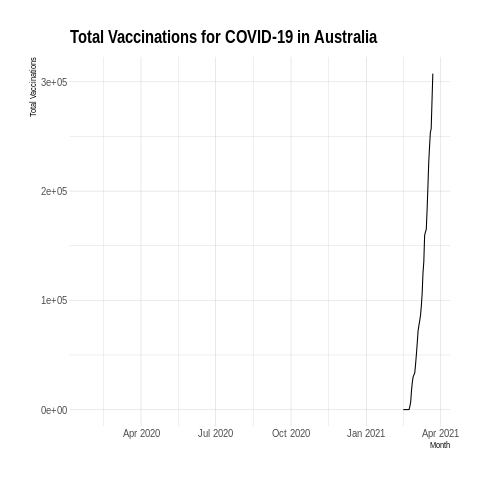 Total Vaccinations for COVID-19 in Australia
Total Vaccinations
3e+05
2e+05
1e+05
0e+00
Apr 2020 Jul 2020 Oct 2020 Jan 2021 Apr 2021
Month